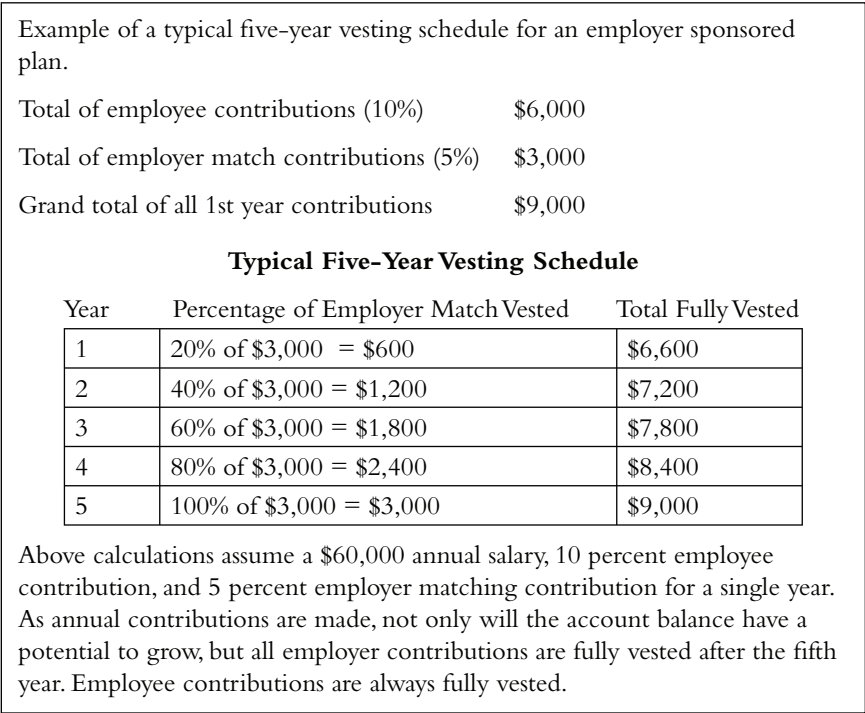 Example of a typical five-year vesting schedule for an employer sponsored
plan.
Total of employee contributions (10%) $6,000
Total of employer match contributions (5%) $3,000
Grand total of all 1st year contributions $9,000
Typical Five-Year Vesting Schedule
Year Percentage of Employer Match Vested Total Fully Vested
1 20% of $3,000 = $600 $6,600
2 40% of $3,000 = $1,200 $7,200
3 60% of $3,000 = $1,800 $7,800
4 80% of $3,000 = $2,400 $8,400
5 100% of $3,000 = $3,000 $9,000
Above calculations assume a $60,000 annual salary, 10 percent employee
contribution, and 5 percent employer matching contribution for a single year.
As annual contributions are made, not only will the account balance have a
potential to grow, but all employer contributions are fully vested after the fifth
year. Employee contributions are always fully vested.